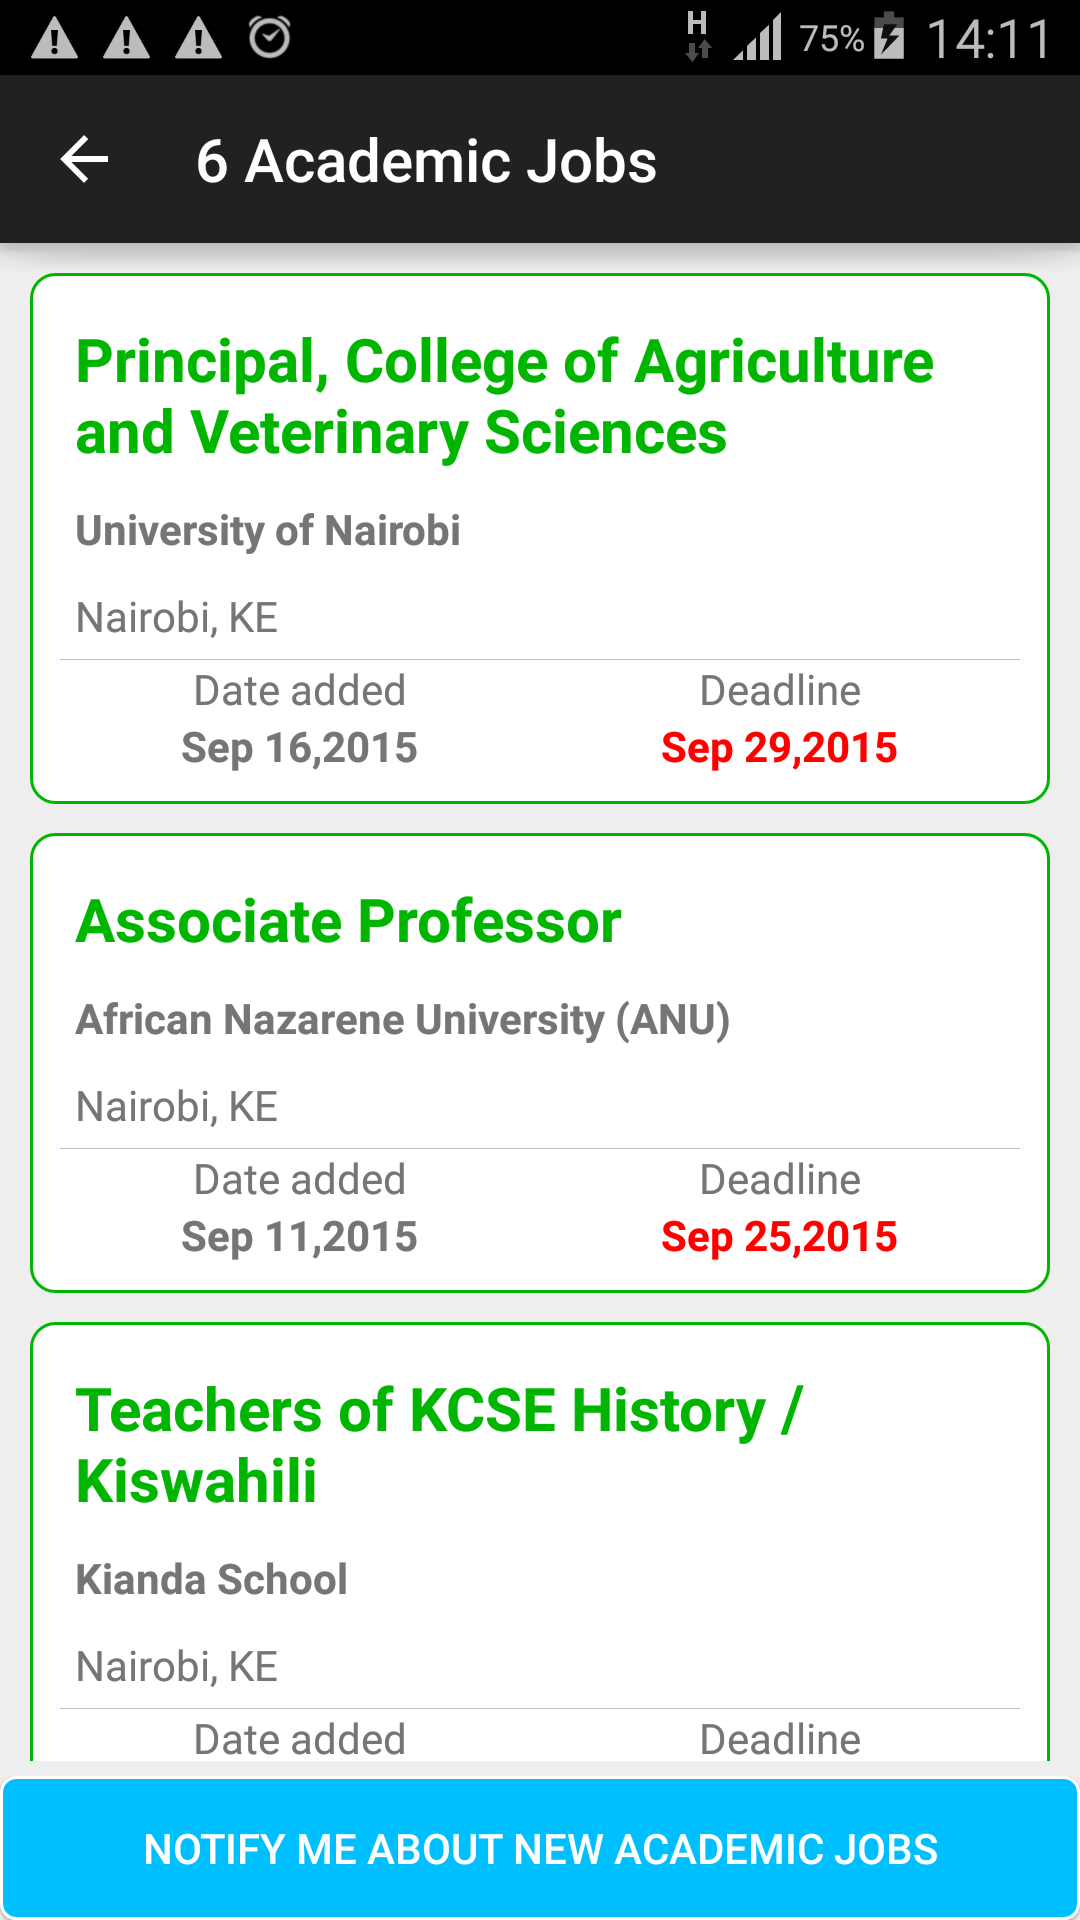 H 75% 14:11
6 Academic Jobs
Principal, College of Agriculture
and Veterinary Sciences
University of Nairobi
Nairobi, KE
Date added Deadline
Sep 16,2015 Sep 29,2015
Associate Professor
African Nazarene University (ANU)
Nairobi, KE
Date added Deadline
Sep 11,2015 Sep 25,2015
Teachers of KCSE History /
Kiswahili
Kianda School
Nairobi, KE
Date added Deadline
NOTIFY ME ABOUT NEW ACADEMIC JOBS